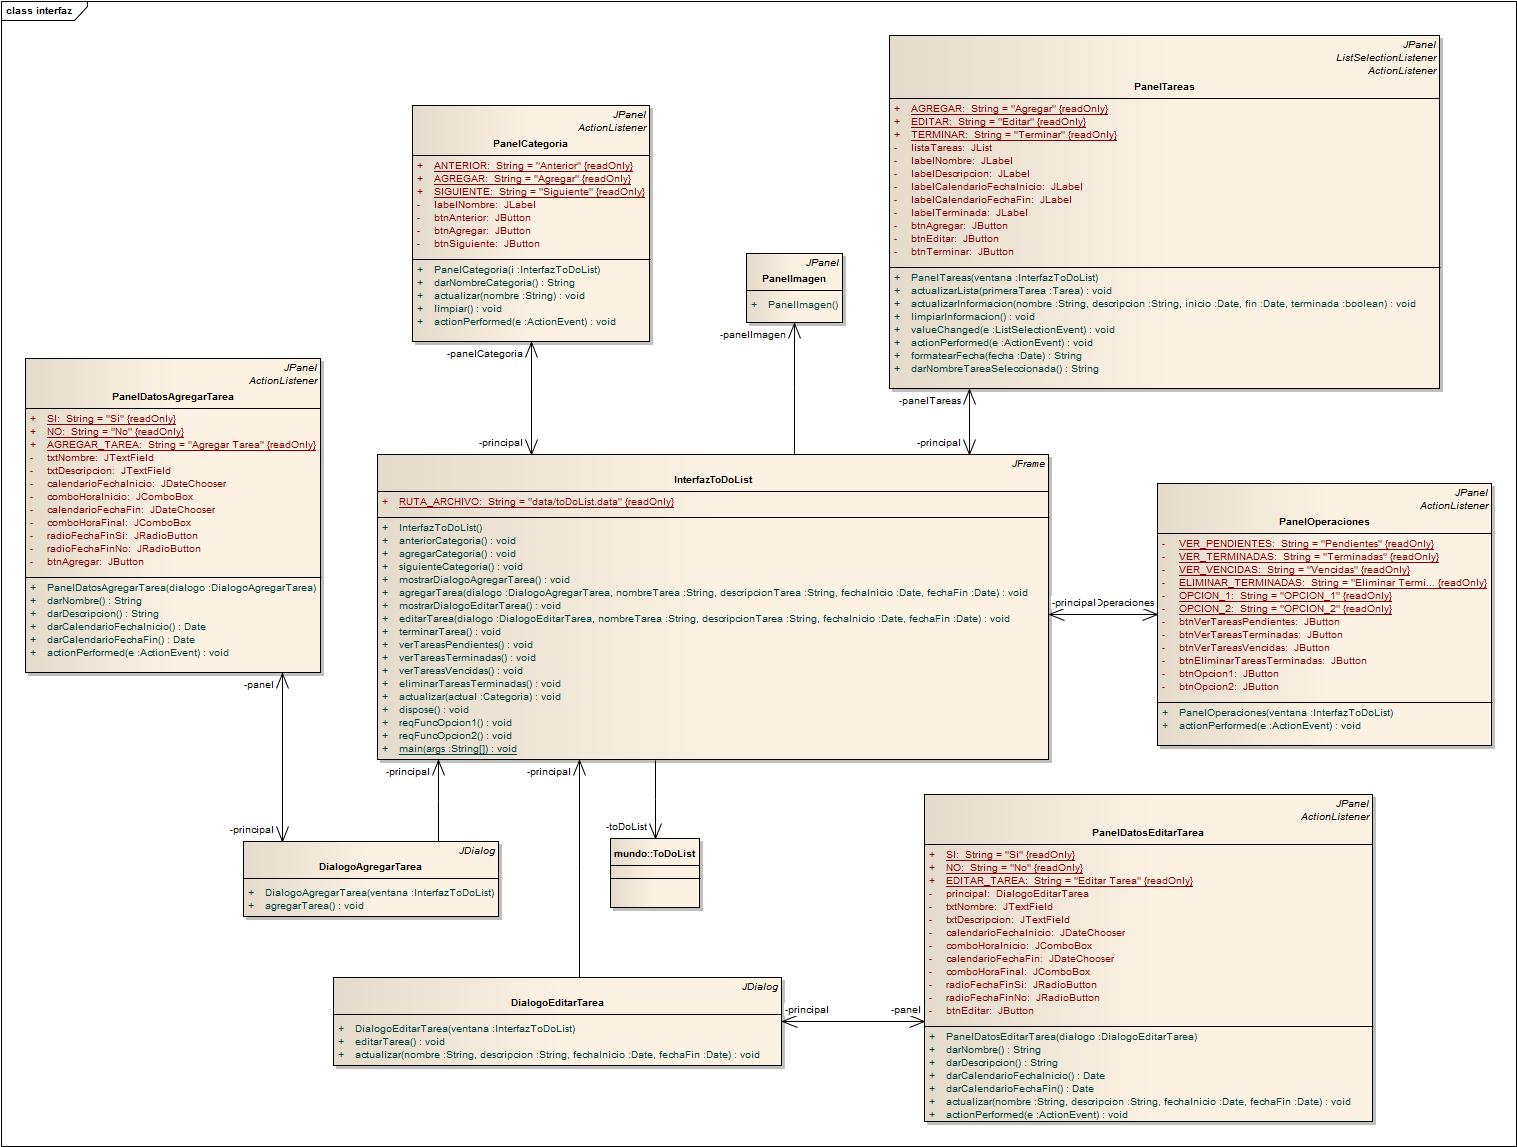 class interfaz
JPanel
ListSelectionListener
ActionListener
PanelTareas
+ AGREGAR: String = "Agregar" {readOnly}
+ EDITAR: String = "Editar" {readOnly}
+ TERMINAR: String = "Terminar" {readOnly}
- listaTareas: JList
- labelNombre: JLabel
- labelDescripcion: JLabel
- labelCalendarioFechaInicio: JLabel
- labelCalendarioFechaFin: JLabel
- labelTerminada: JLabel
- btnAgregar: JButton
- btnEditar: JButton
- btnTerminar: JButton
+ PanelTareas(ventana :InterfazToDoList)
+ actualizarLista(primeraTarea :Tarea) : void
+ actualizarInformacion(nombre :String, descripcion :String, inicio :Date, fin :Date, terminada :boolean) : void
+ limpiarInformacion() : void
+ valueChanged(e :ListSelectionEvent) : void
+ actionPerformed(e :ActionEvent) : void
+ formatearFecha(fecha :Date) : String
+ darNombreTareaSeleccionada() : String
JPanel
ActionListener
PanelCategoria
+ ANTERIOR: String = "Anterior" {readOnly}
+ AGREGAR: String = "Agregar" {readOnly}
+ SIGUIENTE: String = "Siguiente" {readOnly}
- labelNombre: JLabel
- btnAnterior: JButton
- btnAgregar: JButton
- btnSiguiente: JButton
+ PanelCategoria(i :InterfazToDoList)
+ darNombreCategoria() : String
+ actualizar(nombre :String) : void
+ limpiar() : void
+ actionPerformed(e :ActionEvent) : void
JPanel
PanelImagen
+ PanelImagen()
-panelImagen
-panelCategoria
-principal
-panelTareas
-principal
JPanel
ActionListener
PanelDatosAgregarTarea
+ SI: String = "Si" {readOnly}
+ NO: String = "No" {readOnly}
+ AGREGAR_TAREA: String = "Agregar Tarea" {readOnly}
- txtNombre: JTextField
- txtDescripcion: JTextField
- calendarioFechaInicio: JDateChooser
- comboHoraInicio: JComboBox
- calendarioFechaFin: JDateChooser
- comboHoraFinal: JComboBox
- radioFechaFinSi: JRadioButton
- radioFechaFinNo: JRadioButton
- btnAgregar: JButton
+ PanelDatosAgregarTarea(dialogo :DialogoAgregarTarea)
+ darNombre() : String
+ darDescripcion() : String
+ darCalendarioFechaInicio() : Date
+ darCalendarioFechaFin() : Date
+ actionPerformed(e :ActionEvent) : void
-panel
-principal
JFrame
InterfazToDoList
+ RUTA_ARCHIVO: String = "data/toDoList.data" {readOnly}
+ InterfazToDoList()
+ anteriorCategoria() : void
+ agregarCategoria() : void
+ siguienteCategoria() : void
+ mostrarDialogoAgregarTarea() : void
+ agregarTarea(dialogo :DialogoAgregarTarea, nombreTarea :String, descripcionTarea :String, fechaInicio :Date, fechaFin :Date) : void
+ mostrarDialogoEditarTarea() : void
+ editarTarea(dialogo :DialogoEditarTarea, nombreTarea :String, descripcionTarea :String, fechaInicio :Date, fechaFin :Date) : void
+ terminarTarea() : void
+ verTareasPendientes() : void
+ verTareasTerminadas() : void
+ verTareasVencidas() : void
+ eliminarTareasTerminadas() : void
+ actualizar(actual :Categoria) : void
+ dispose() : void
+ reqFuncOpcion1() : void
+ reqFuncOpcion2() : void
+ main(args :String[]) : void
-principal
Operaciones
JPanel
ActionListener
PanelOperaciones
- VER_PENDIENTES: String = "Pendientes" {readOnly}
- VER_TERMINADAS: String = "Terminadas" {readOnly}
- VER_VENCIDAS: String = "Vencidas" {readOnly}
- ELIMINAR_TERMINADAS: String = "Eliminar Termi... {readOnly}
- OPCION_1: String = "OPCION_1" {readOnly}
- OPCION_2: String = "OPCION_2" {readOnly}
- btnVerTareasPendientes: JButton
- btnVerTareasTerminadas: JButton
- btnVerTareasVencidas: JButton
- btnEliminarTareasTerminadas: JButton
- btnOpcion1: JButton
- btnOpcion2: JButton
+ PanelOperaciones(ventana :InterfazToDoList)
+ actionPerformed(e :ActionEvent) : void
-principal
-principal
-toDoList
JDialog
DialogoAgregarTarea
+ DialogoAgregarTarea(ventana :InterfazToDoList)
+ agregarTarea() : void
mundo::ToDoList
JDialog
DialogoEditarTarea
+ DialogoEditarTarea(ventana :InterfazToDoList)
+ editarTarea() : void
+ actualizar(nombre :String, descripcion :String, fechaInicio :Date, fechaFin :Date) : void
-principal
-panel
JPanel
ActionListener
PanelDatosEditarTarea
+ SI: String = "Si" {readOnly}
+ NO: String = "No" {readOnly}
+ EDITAR_TAREA: String = "Editar Tarea" {readOnly}
- principal: DialogoEditarTarea
- txtNombre: JTextField
- txtDescripcion: JTextField
- calendarioFechaInicio: JDateChooser
- comboHoraInicio: JComboBox
- calendarioFechaFin: JDateChooser
- comboHoraFinal: JComboBox
- radioFechaFinSi: JRadioButton
- radioFechaFinNo: JRadioButton
- btnEditar: JButton
+ PanelDatosEditarTarea(dialogo :DialogoEditarTarea)
+ darNombre() : String
+ darDescripcion() : String
+ darCalendarioFechaInicio() : Date
+ darCalendarioFechaFin() : Date
+ actualizar(nombre :String, descripcion :String, fechaInicio :Date, fechaFin :Date) : void
+ actionPerformed(e :ActionEvent) : void